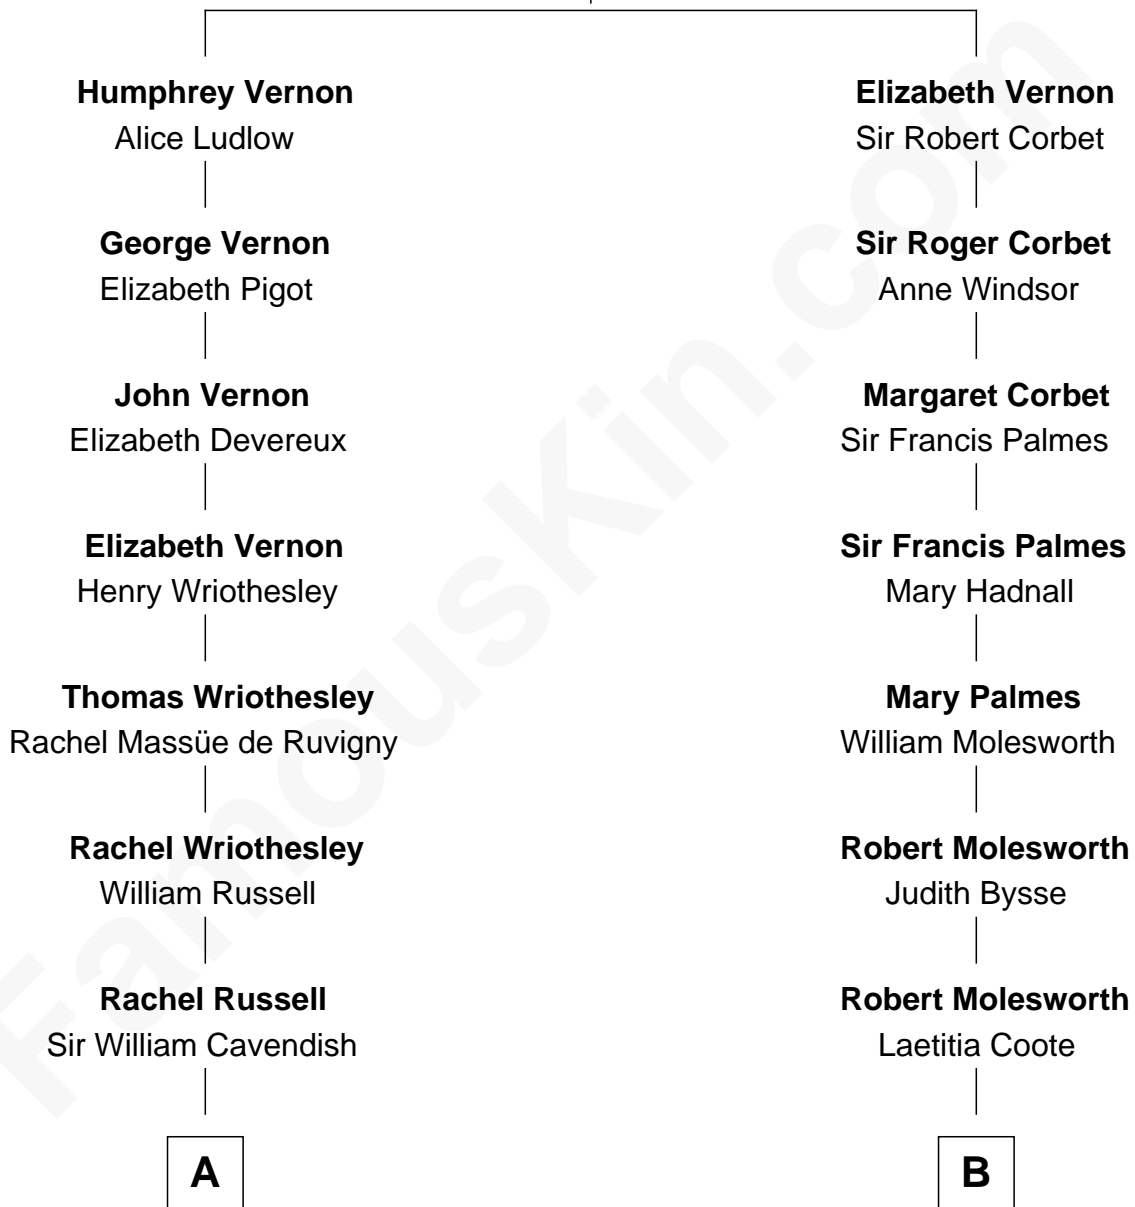 Humphrey Vernon
Alice Ludlow
George Vernon
Elizabeth Pigot
John Vernon
Elizabeth Devereux
Elizabeth Vernon
Henry Wriothesley
Thomas Wriothesley
Rachel Massüe de Ruvigny
Rachel Wriothesley
William Russell
Rachel Russell
Sir William Cavendish
A
Elizabeth Vernon
Sir Robert Corbet
Sir Roger Corbet
Anne Windsor
Margaret Corbet
Sir Francis Palmes
Sir Francis Palmes
Mary Hadnall
Mary Palmes
William Molesworth
Robert Molesworth
Judith Bysse
Robert Molesworth
Laetitia Coote
B
FamousKin.com